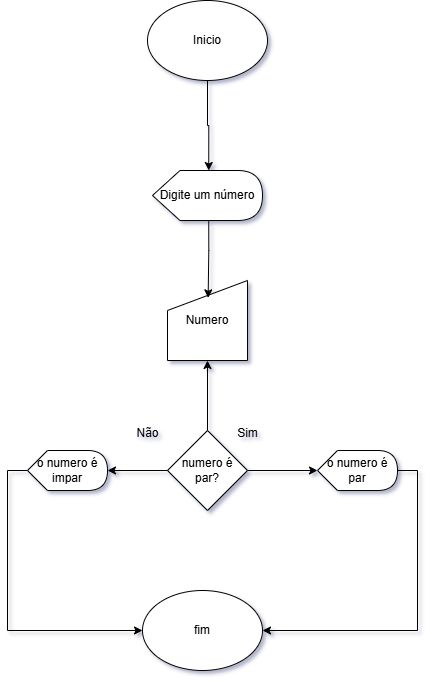 Inicio
Digite um número
Numero
Não
Sim
o numero é
impar
numero é
par?
o numero é
par
fim